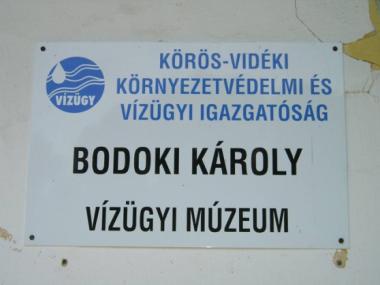 VÍZÜGY
KÖRÖS-VIDÉKI
KÖRNYEZETVÉDELMI ÉS
VÍZÜGYI IGAZGATÓSÁG
BODOKI KÁROLY
VÍZÜGYI MÚZEUM